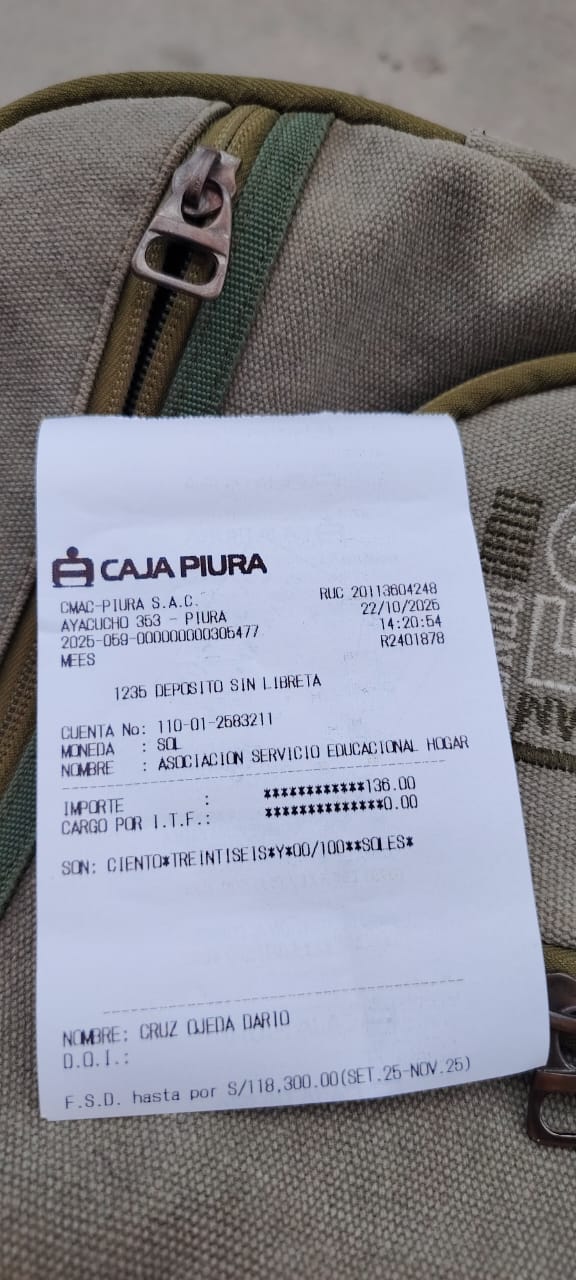 CAJA PIURA
CMAC-PIURA S.A.C. RUC 20113604248
AYACUCHO 353 - PIURA 22/10/2025
2025-059-000000000305477 14:20:54
MEES R2401878
1235 DEPOSITO SIN LIBRETA
CUENTA No: 110-01-2583211
MONEDA : SOL
NOMBRE : ASOCIACION SERVICIO EDUCACIONAL HOGAR
IMPORTE : ************136.00
CARGO POR I.T.F.: **************0.00
SON: CIENTO*TREINTISEIS*Y*00/100**SOLES*
NOMBRE: CRUZ OJEDA DARIO
D.O.I.:
F.S.D. hasta por S/118,300.00(SET.25-NOV.25)